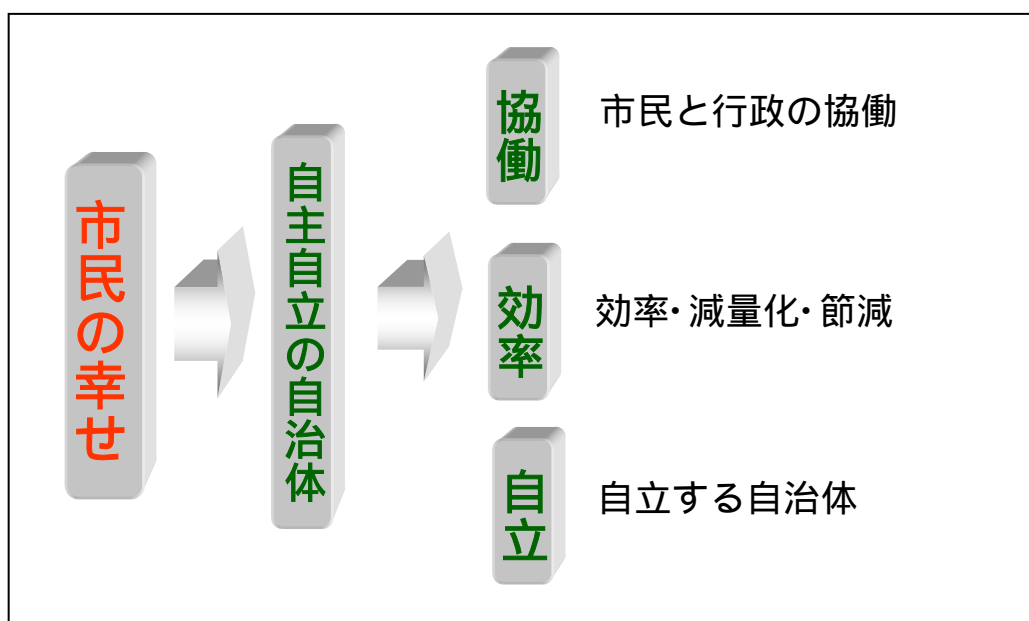 市民の幸せ
自主自立の自治体
協働
市民と行政の協働
効率
効率・減量化・節減
自立
自立する自治体